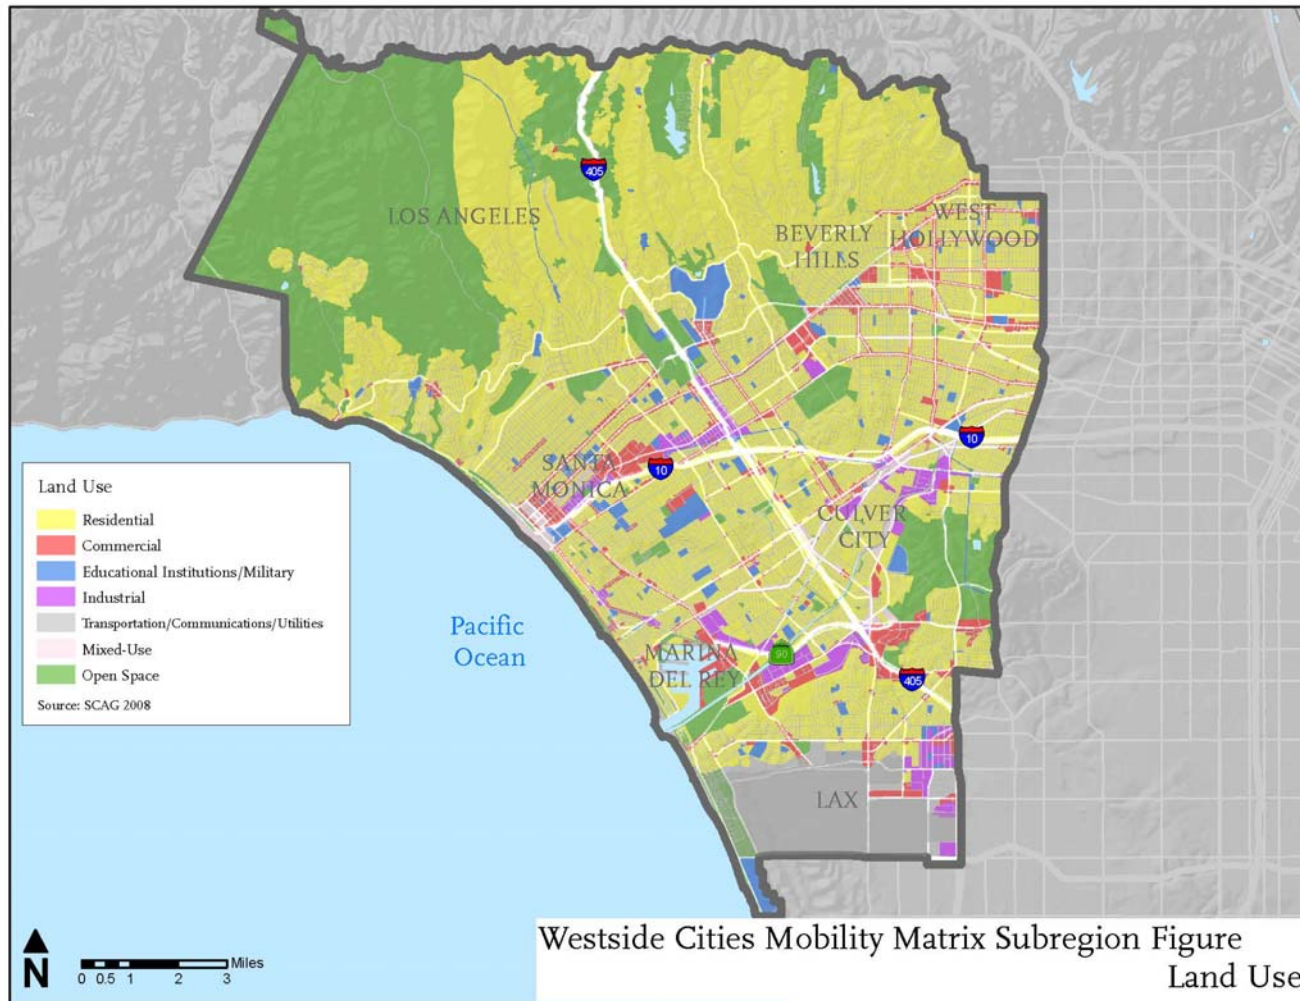 405
LOS ANGELES
WEST
HOLLYWOOD
BEVERLY
HILLS
10
SANTA
MONICA
10
CULVER
CITY
Land Use
Residential
Commercial
Educational Institutions/Military
Industrial
Transportation/Communications/Utilities
Mixed-Use
Open Space
Source: SCAG 2008
Pacific
Ocean
MARINA
DEL REY
90
405
LAX
N
0 0.5 1 2 3
Miles
Westside Cities Mobility Matrix Subregion Figure
Land Use